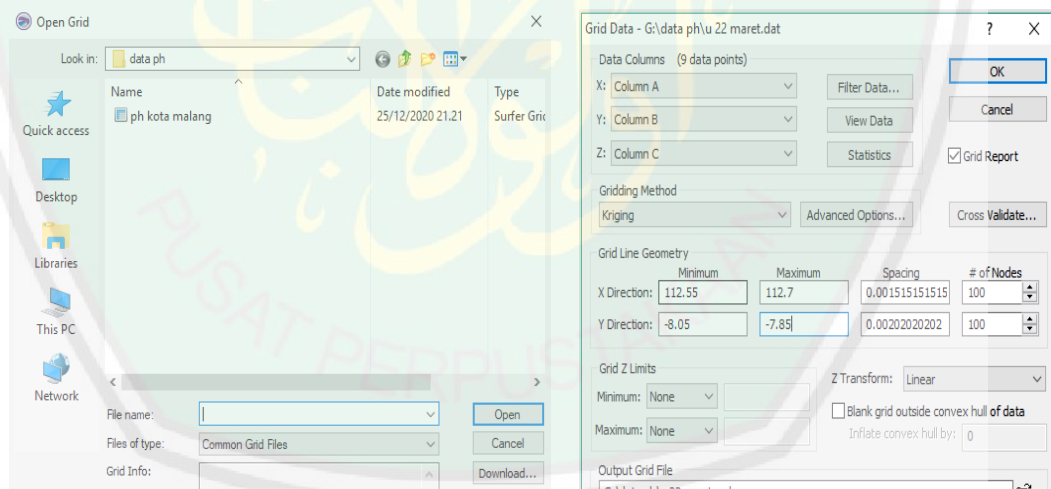 Open Grid
Look in: data ph
Name Date modified Type
ph kota malang 25/12/2020 21.21 Surfer Gric
Quick access
Desktop
Libraries
This PC
Network
File name:
Open
Files of type: Common Grid Files
Cancel
Grid Info:
Download...
Grid Data - G:\data ph\u 22 maret.dat ?
Data Columns (9 data points)
X: Column A
Filter Data...
OK
Y: Column B
View Data
Cancel
Z: Column C
Statistics
Grid Report
Gridding Method
Kriging
Advanced Options...
Cross Validate...
Grid Line Geometry
Minimum Maximum Spacing # of Nodes
X Direction: 112.55 112.7 0.001515151515 100
Y Direction: -8.05 -7.85 0.00202020202 100
Grid Z Limits
Minimum: None
Maximum: None
Z Transform: Linear
Blank grid outside convex hull of data
Inflate convex hull by: 0
Output Grid File
PUSAT PERPUSTAKAAN